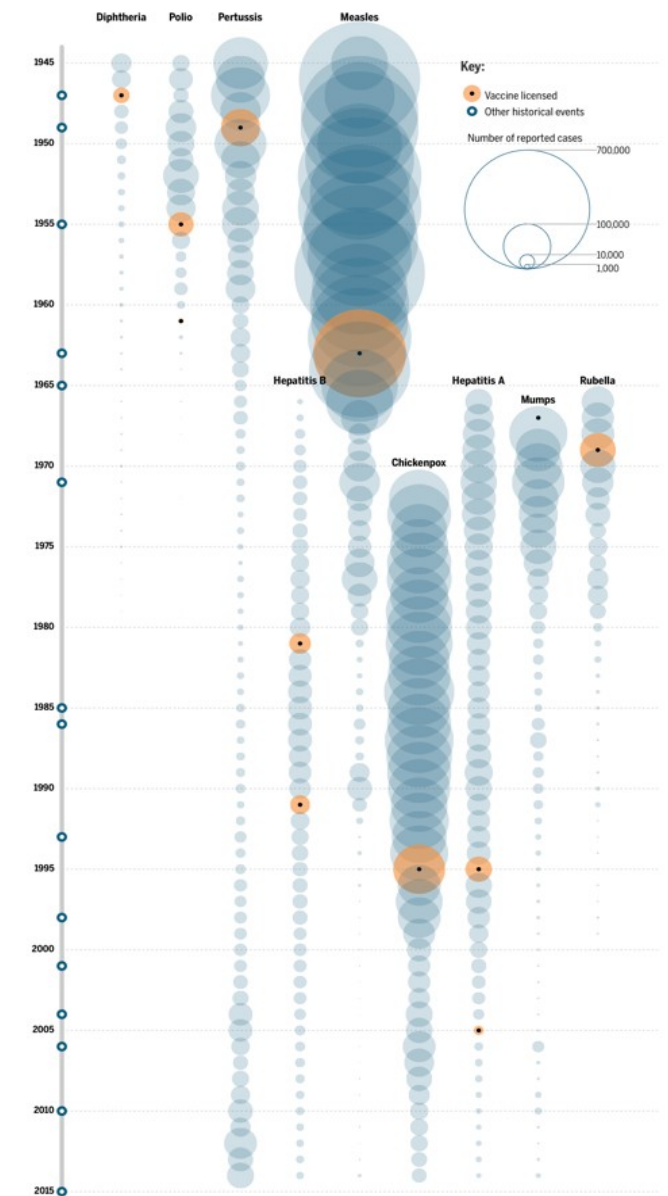 Diphtheria Polio Pertussis Measles
1945
Key:
Vaccine licensed
Other historical events
Number of reported cases
700,000
1950
100,000
10,000
1,000
1955
1960
1965
Hepatitis B Hepatitis A Rubella
Mumps
Chickenpox
1970
1975
1980
1985
1990
1995
2000
2005
2010
2015